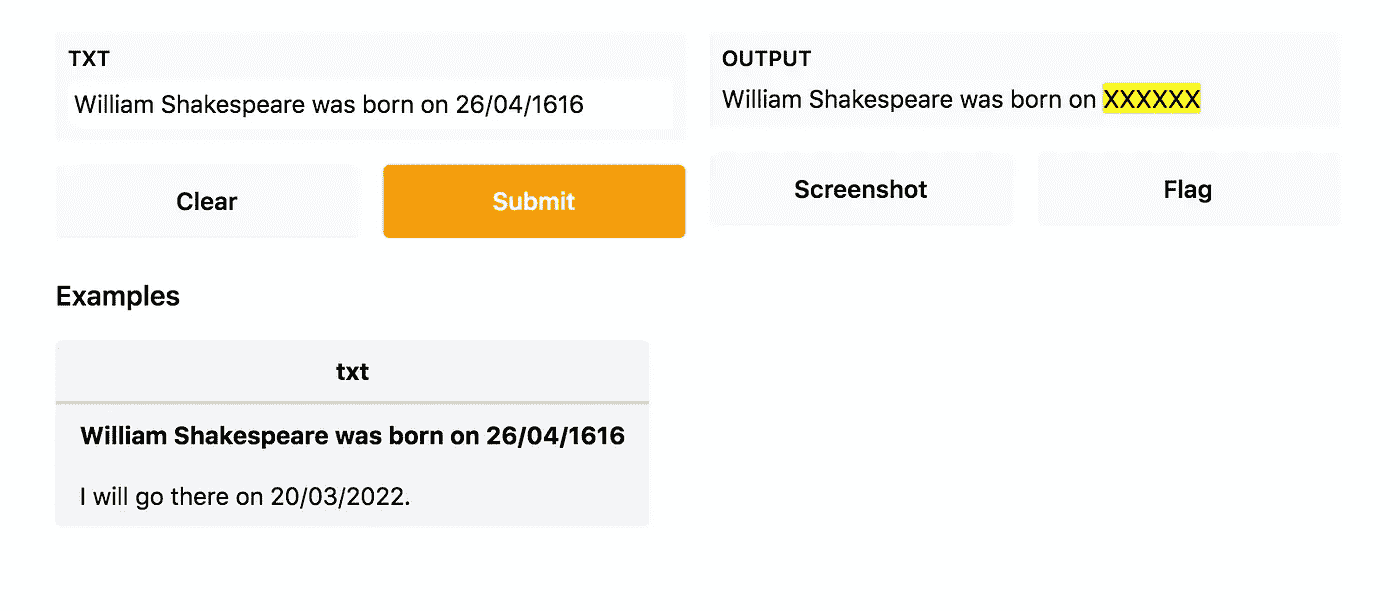 TXT
William Shakespeare was born on 26/04/1616
Clear
Submit
OUTPUT
William Shakespeare was born on XXXXXX
Screenshot
Flag
Examples
txt
William Shakespeare was born on 26/04/1616
I will go there on 20/03/2022.